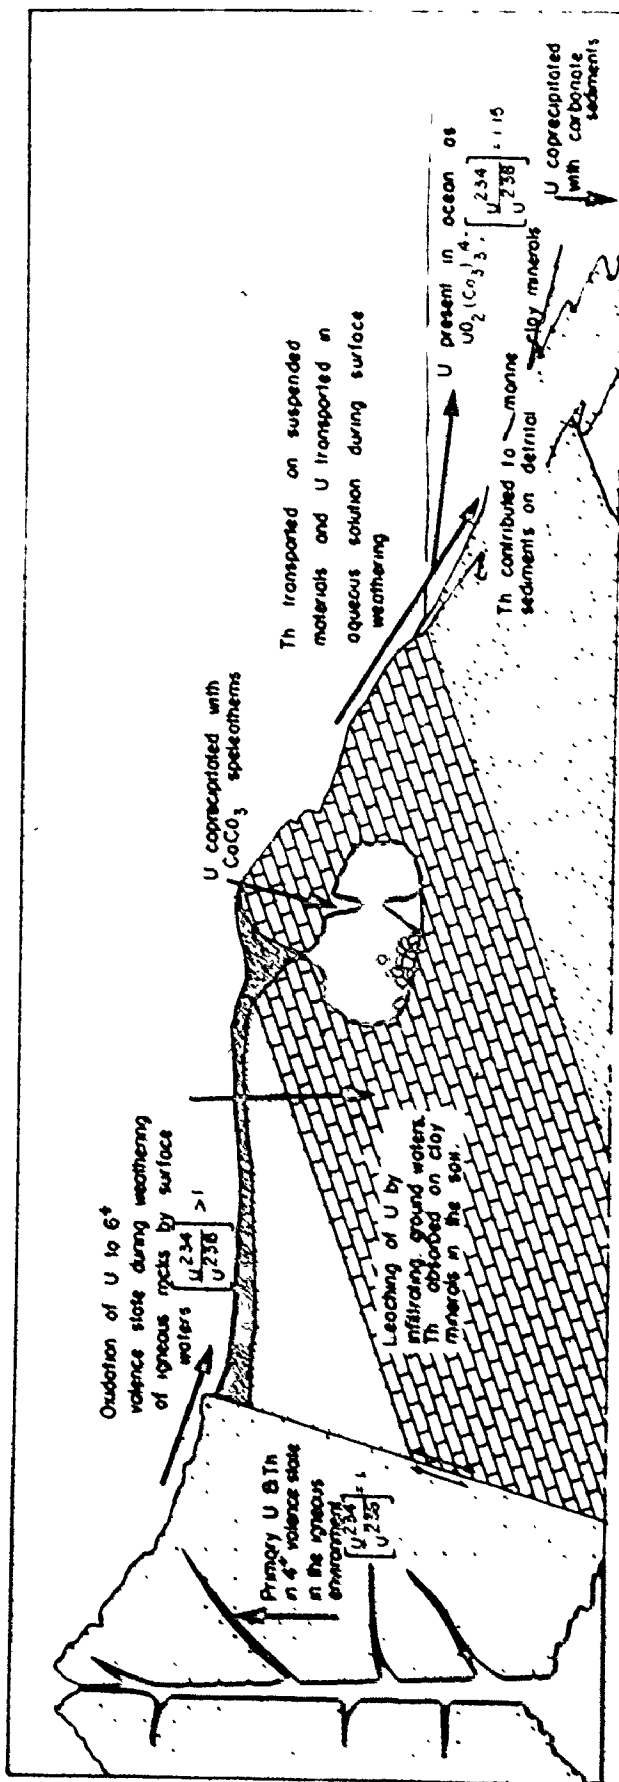 Oxidation of U to 6⁺
valence state during weathering
of igneous rocks by surface
waters [U²³⁴/U²³⁸] >1
Primary U & Th
in 4⁺ valence state
in the igneous
environment
[U²³⁴/U²³⁸] = 1
Leaching of U by
infiltrating ground waters.
Th absorbed on clay
minerals in the soil.
U coprecipitated with
CaCO₃ speleothems
Th transported on suspended
materials and U transported in
aqueous solution during surface
weathering
U present in ocean as
UO₂(Co₃)₃⁴⁻ [U²³⁴/U²³⁸] = 1.15
Th contributed to marine
sediments on detrital clay minerals
U coprecipitated
with carbonate
sediments